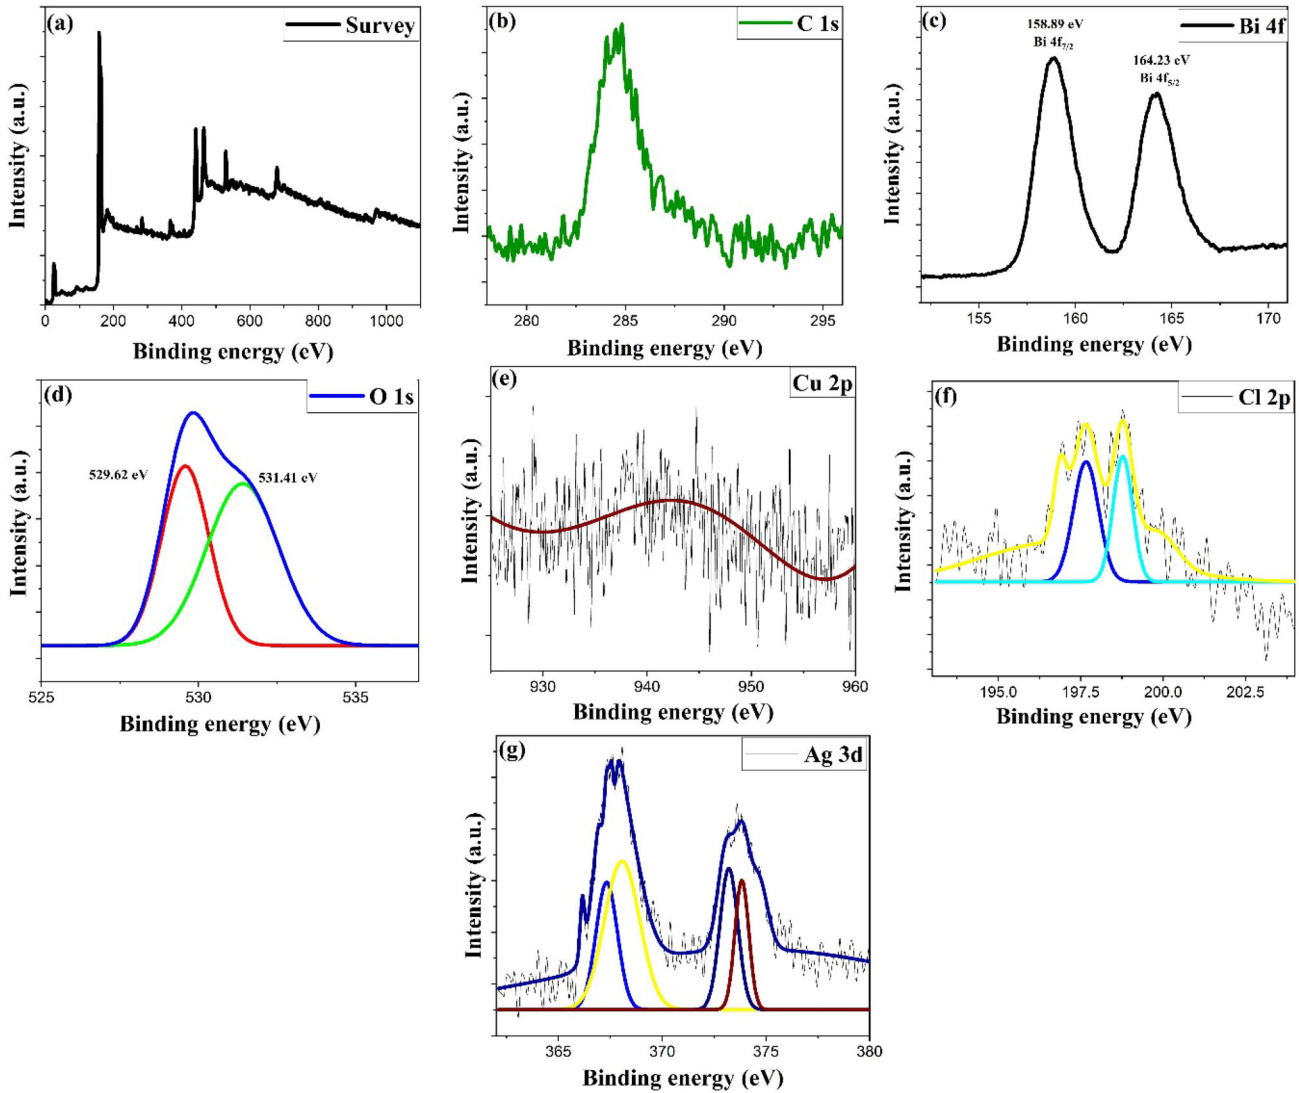 (a)
Survey
Intensity (a.u.)
0 200 400 600 800 1000
Binding energy (eV)
(b)
C 1s
Intensity (a.u.)
280 285 290 295
Binding energy (eV)
(c)
Bi 4f
158.89 eV
Bi 4f7/2
164.23 eV
Bi 4f5/2
Intensity (a.u.)
155 160 165 170
Binding energy (eV)
(d)
O 1s
529.62 eV
531.41 eV
Intensity (a.u.)
525 530 535
Binding energy (eV)
(e)
Cu 2p
Intensity (a.u.)
930 940 950 960
Binding energy (eV)
(f)
Cl 2p
Intensity (a.u.)
195.0 197.5 200.0 202.5
Binding energy (eV)
(g)
Ag 3d
Intensity (a.u.)
365 370 375 380
Binding energy (eV)